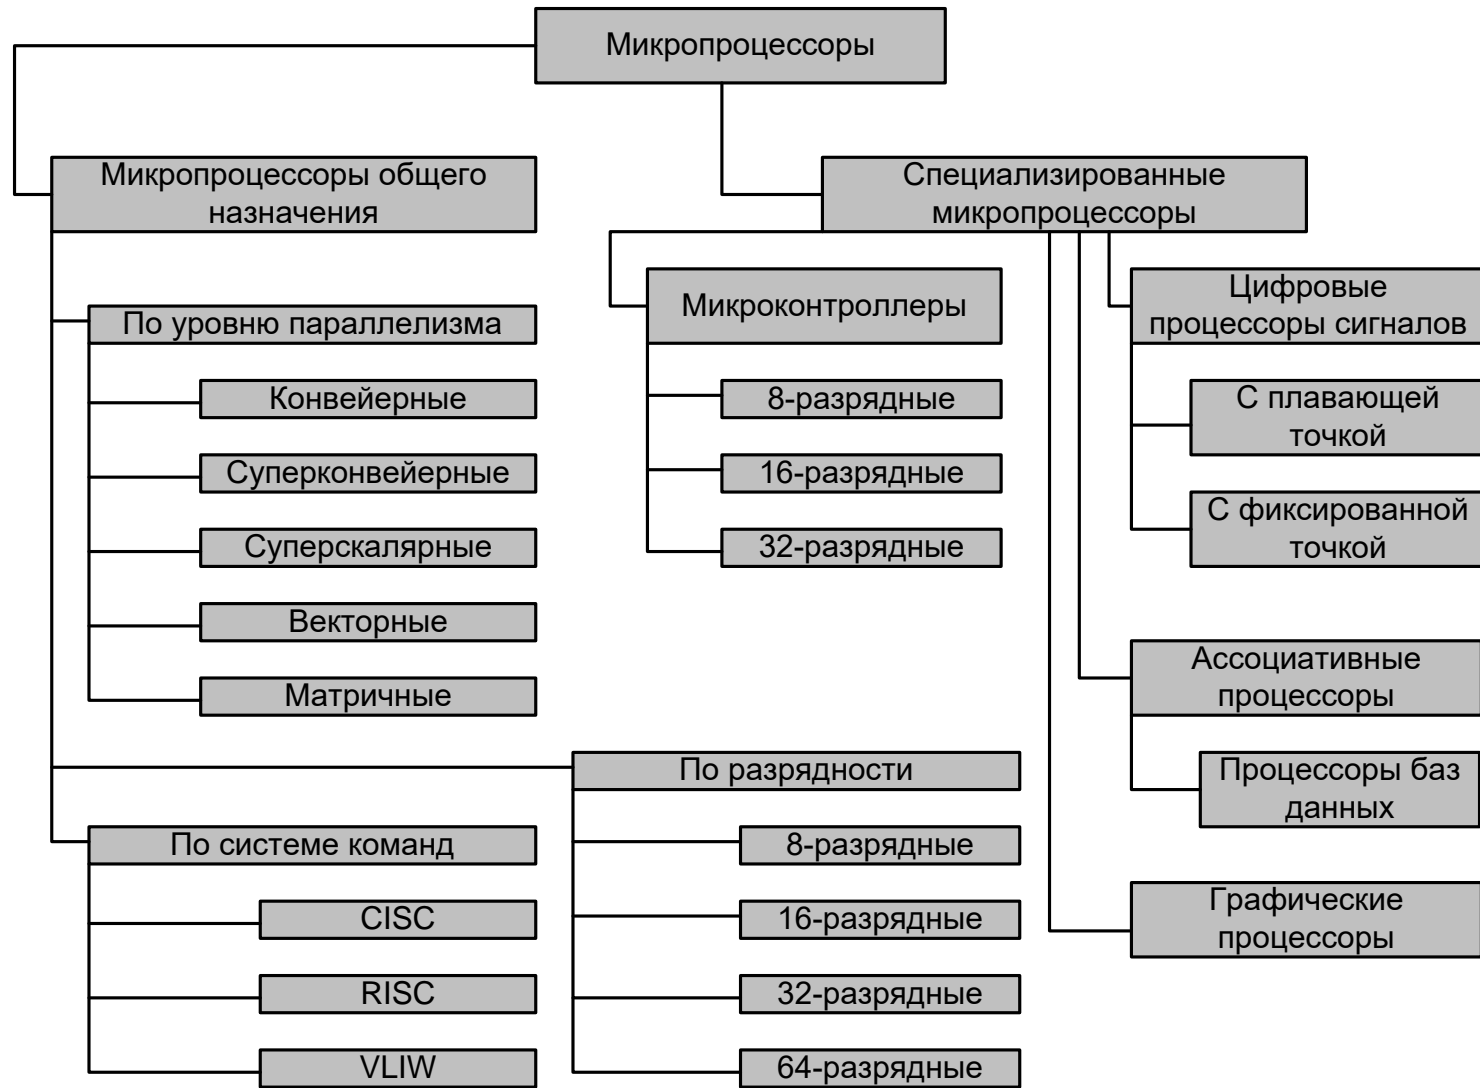 Микропроцессоры
Микропроцессоры общего
назначения
По уровню параллелизма
Конвейерные
Суперконвейерные
Суперскалярные
Векторные
Матричные
По разрядности
8-разрядные
16-разрядные
32-разрядные
64-разрядные
По системе команд
CISC
RISC
VLIW
Специализированные
микропроцессоры
Микроконтроллеры
8-разрядные
16-разрядные
32-разрядные
Цифровые
процессоры сигналов
С плавающей
точкой
С фиксированной
точкой
Ассоциативные
процессоры
Процессоры баз
данных
Графические
процессоры